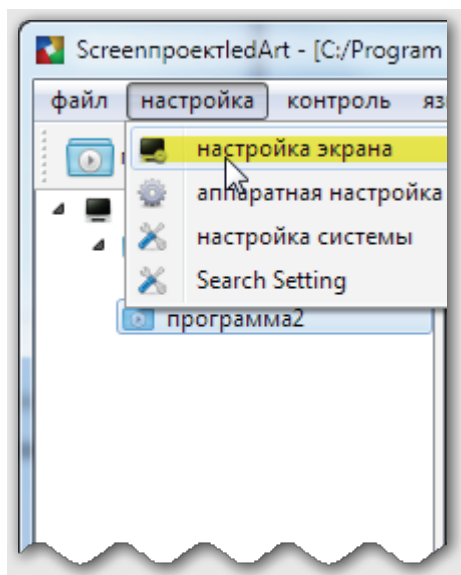 ScreenпроектledArt - [C:/Program
файл настройка контроль яз
настройка экрана
аппаратная настройка
настройка системы
Search Setting
программа2